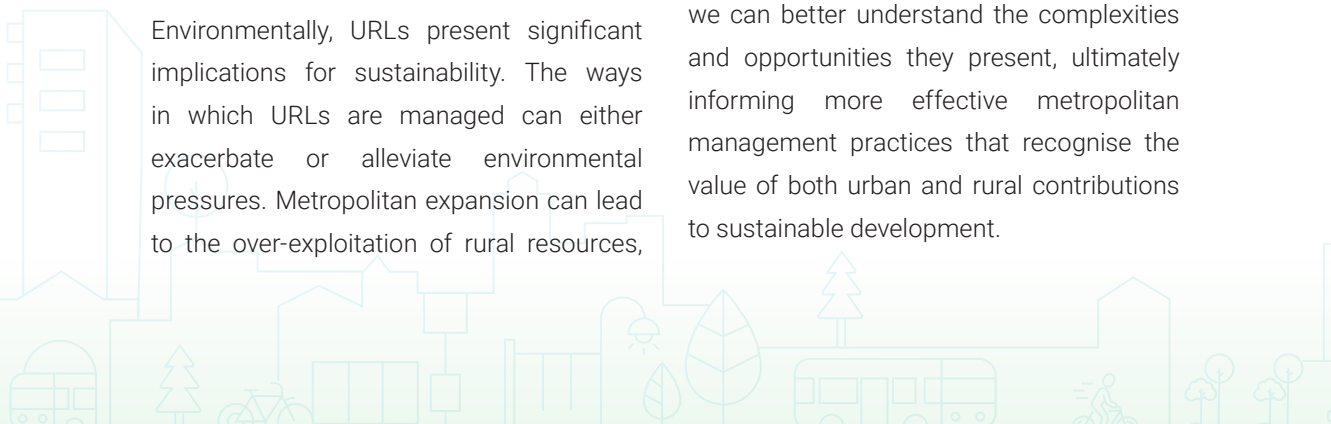 Environmentally, URLs present significant
implications for sustainability. The ways
in which URLs are managed can either
exacerbate or alleviate environmental
pressures. Metropolitan expansion can lead
to the over-exploitation of rural resources,
we can better understand the complexities
and opportunities they present, ultimately
informing more effective metropolitan
management practices that recognise the
value of both urban and rural contributions
to sustainable development.